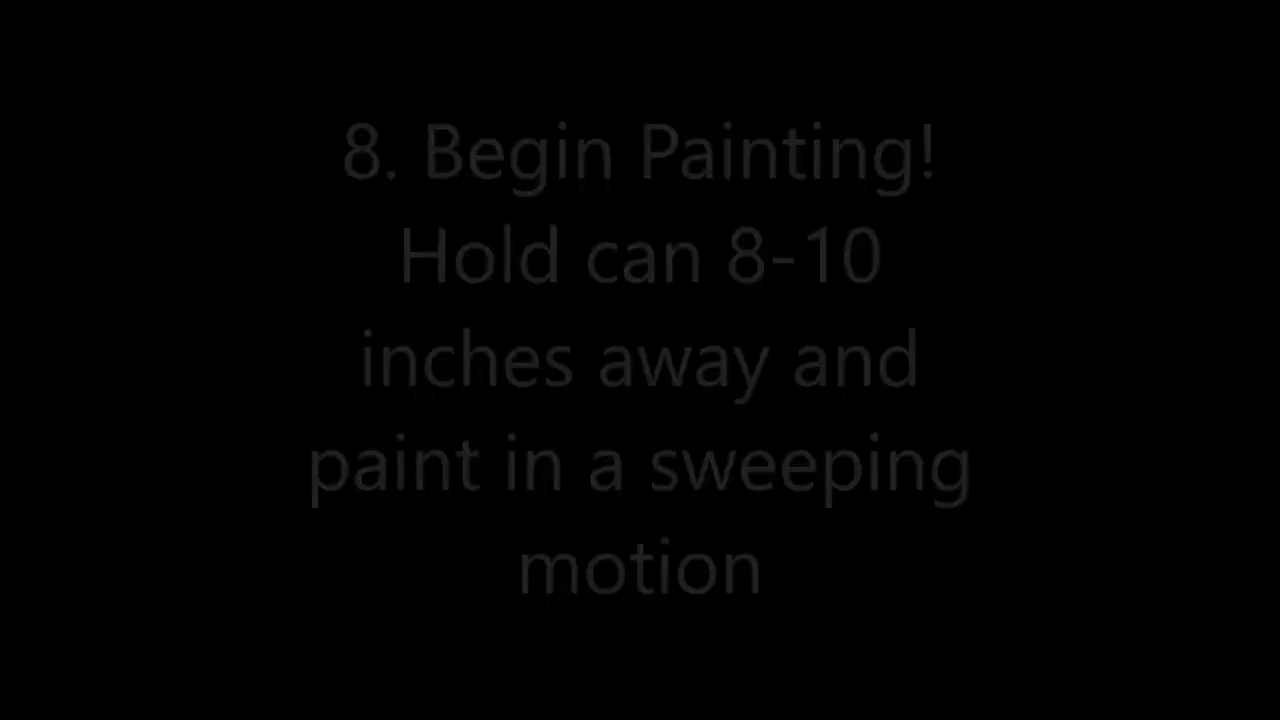 8. Begin Painting!
Hold can 8-10
inches away and
paint in a sweeping
motion